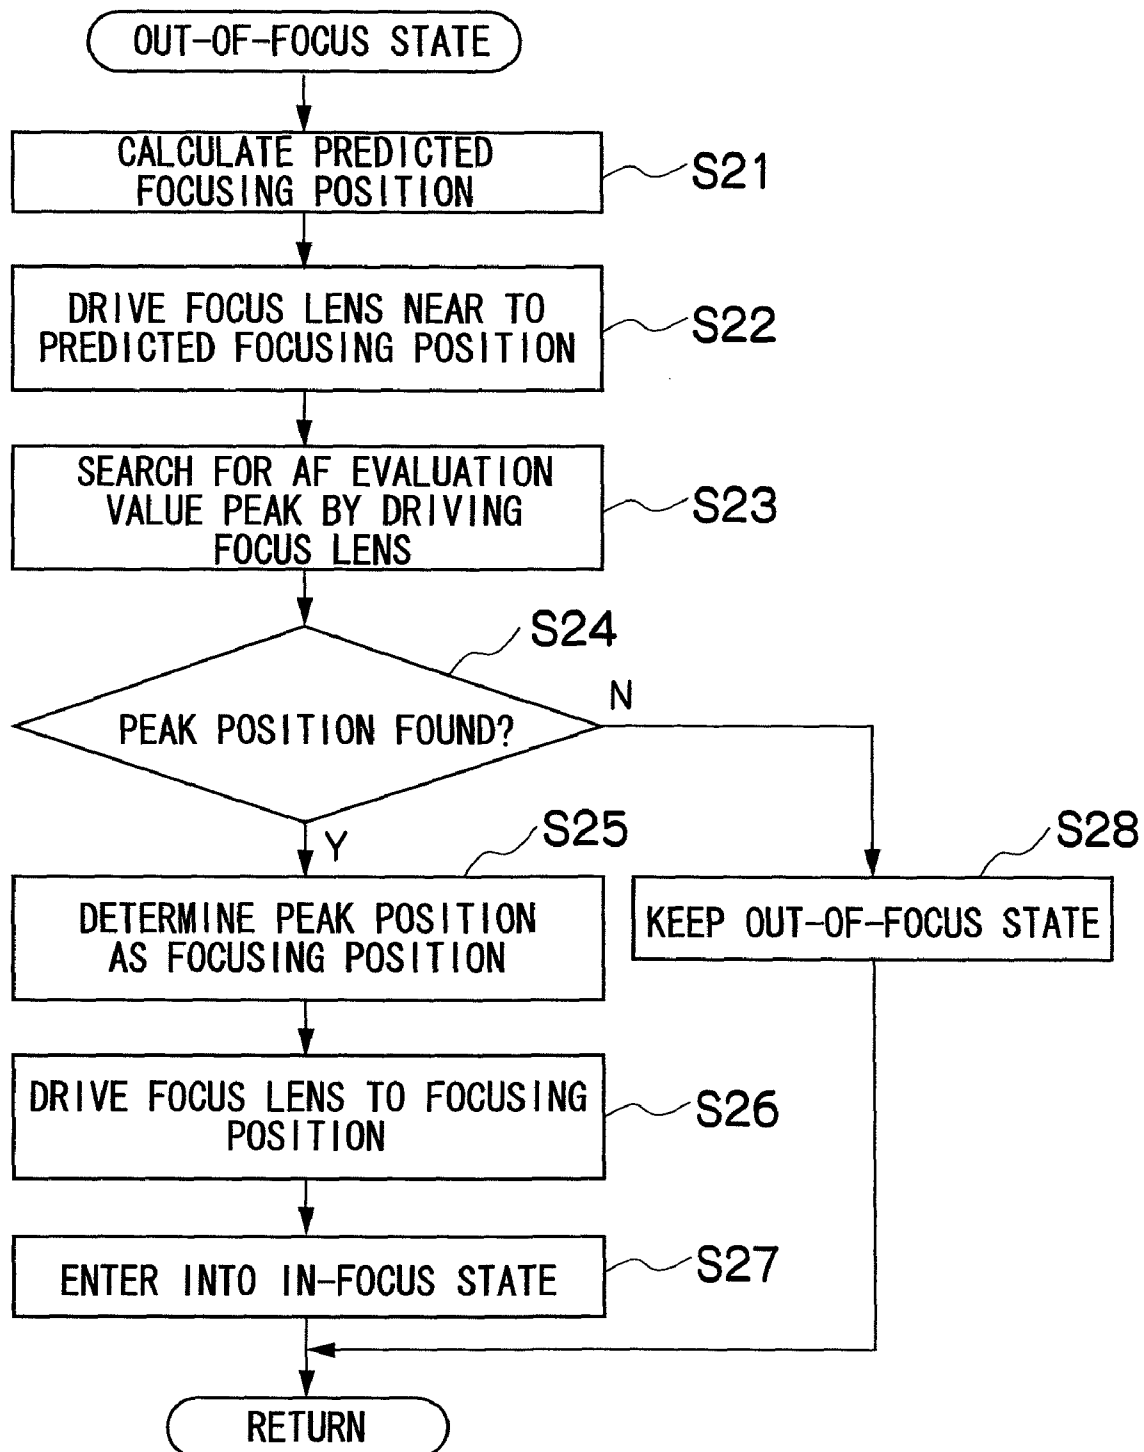 OUT-OF-FOCUS STATE
CALCULATE PREDICTED
FOCUSING POSITION
S21
DRIVE FOCUS LENS NEAR TO
PREDICTED FOCUSING POSITION
S22
SEARCH FOR AF EVALUATION
VALUE PEAK BY DRIVING
FOCUS LENS
S23
S24
PEAK POSITION FOUND?
N
Y
S25
DETERMINE PEAK POSITION
AS FOCUSING POSITION
S28
KEEP OUT-OF-FOCUS STATE
DRIVE FOCUS LENS TO FOCUSING
POSITION
S26
ENTER INTO IN-FOCUS STATE
S27
RETURN